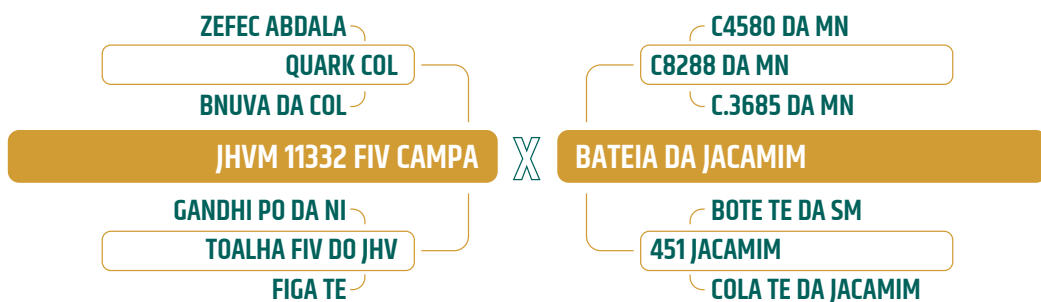 ZEFEC ABDALA
QUARK COL
BNUVA DA COL
JHVM 11332 FIV CAMPA
GANDHI PO DA NI
TOALHA FIV DO JHV
FIGA TE
X
C4580 DA MN
C8288 DA MN
C.3685 DA MN
BATEIA DA JACAMIM
BOTE TE DA SM
451 JACAMIM
COLA TE DA JACAMIM